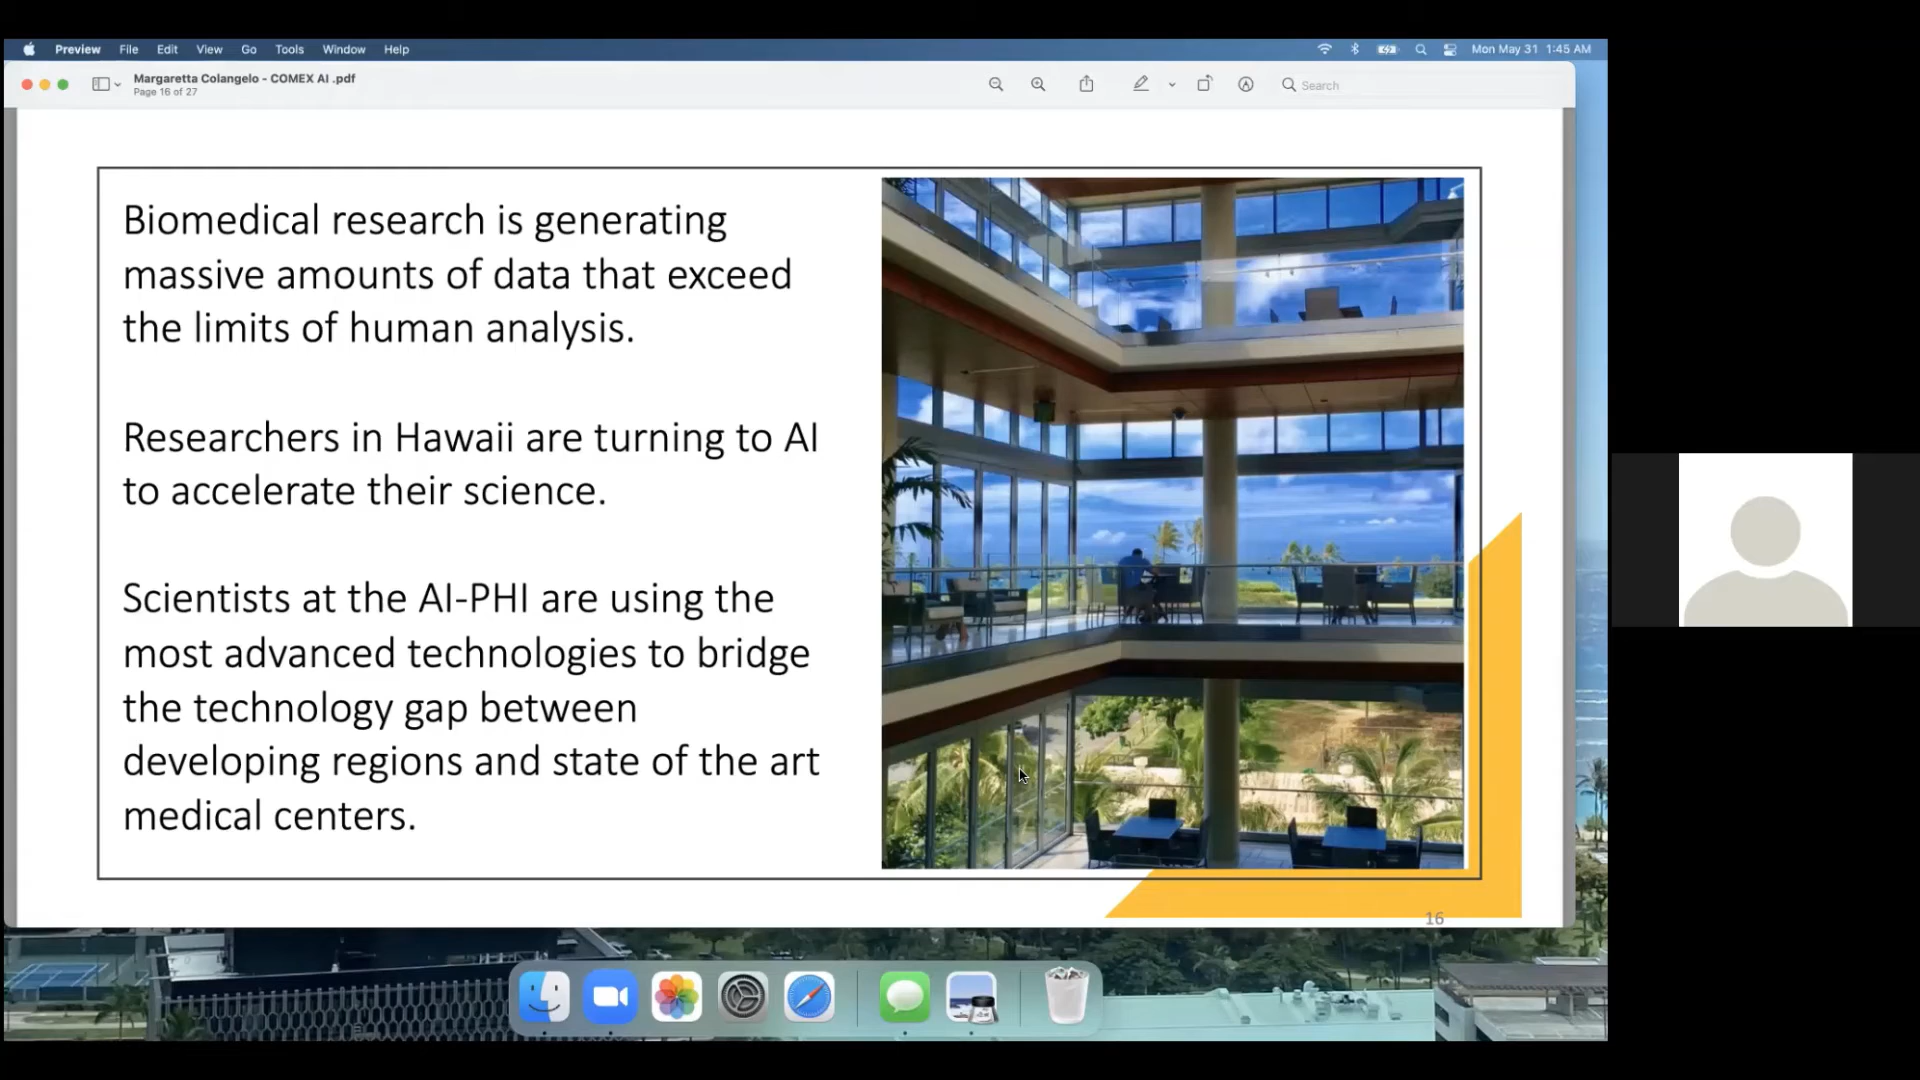 Preview File Edit View Go Tools Window Help Mon May 31 1:45 AM
Margaretta Colangelo - COMEX AI .pdf
Page 16 of 27
Search
Biomedical research is generating
massive amounts of data that exceed
the limits of human analysis.
Researchers in Hawaii are turning to AI
to accelerate their science.
Scientists at the AI-PHI are using the
most advanced technologies to bridge
the technology gap between
developing regions and state of the art
medical centers.
16